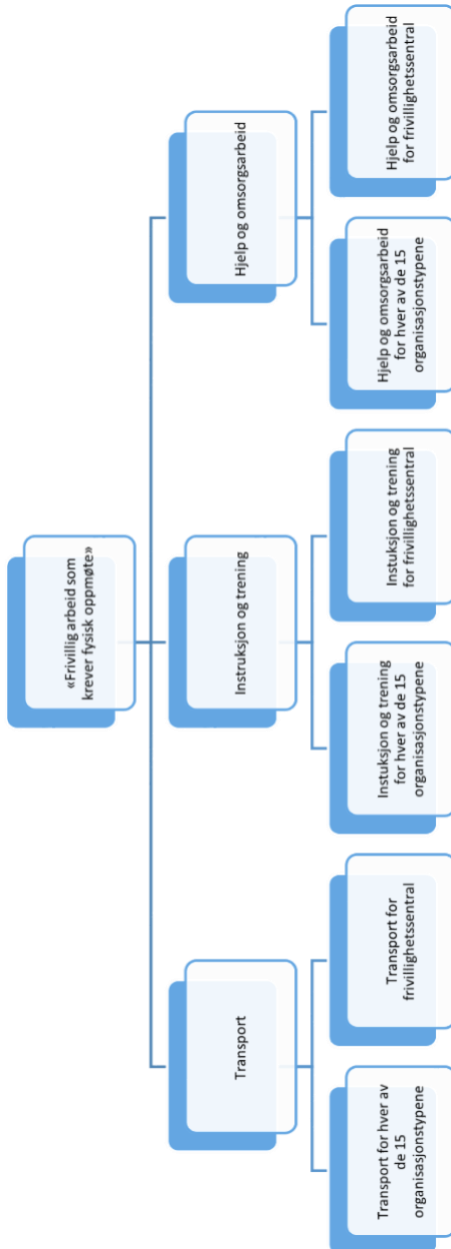 «Frivillig arbeid som
krever fysisk oppmøte»
Transport
Instruksjon og trening
Hjelp og omsorgsarbeid
Transport for hver av
de 15
organisasjonstypene
Transport for
frivillighetssentral
Instuksjon og trening
for hver av de 15
organisasjonstypene
Instuksjon og trening
for frivillighetssentral
Hjelp og omsorgsarbeid
for hver av de 15
organisasjonstypene
Hjelp og omsorgsarbeid
for frivillighetssentral